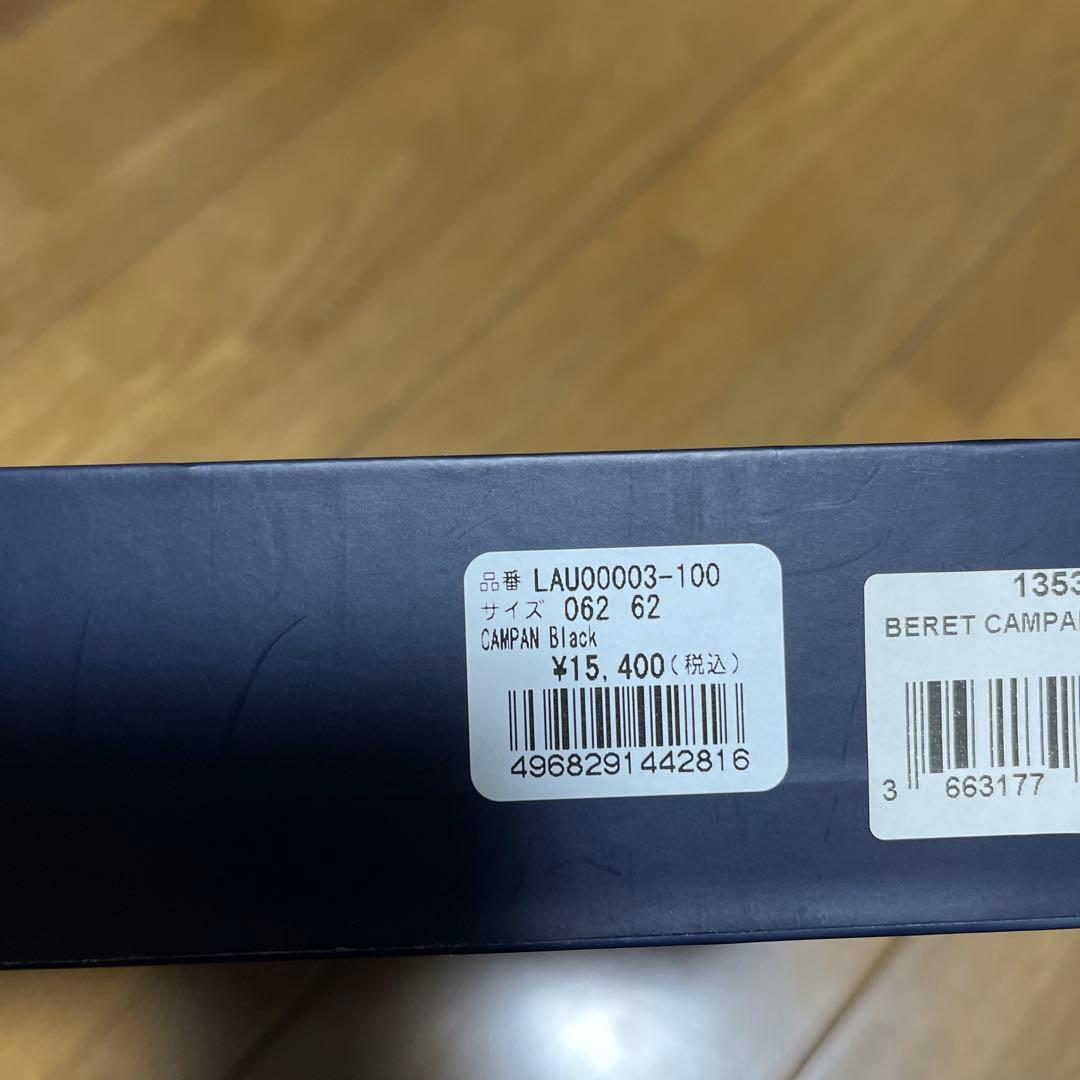 品番 LAU00003-100
サイズ 062 62
CAMPAN Black
¥15,400(税込)
4968291442816
1353
BERET CAMPA
3 663177